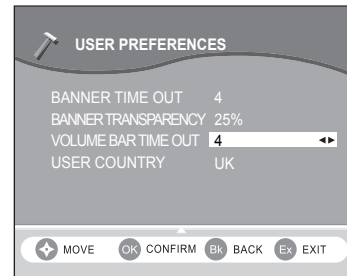 USER PREFERENCES
BANNER TIME OUT 4
BANNER TRANSPARENCY 25%
VOLUME BAR TIME OUT 4
USER COUNTRY UK
MOVE OK CONFIRM Bk BACK Ex EXIT